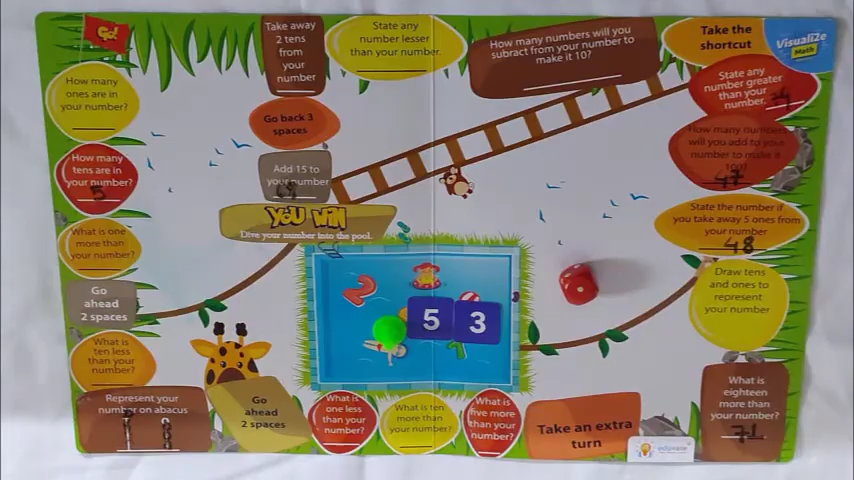 Go!
Take away
2 tens
from
your
number
State any
number lesser
than your number.
How many numbers will you
subtract from your number to
make it 10?
Take the
shortcut
VisualiZe
Math
How many
ones are in
your number?
Go back 3
spaces
State any
number greater
than your
number.
How many
tens are in
your number?
5
Add 15 to
your number
How many numbers
will you add to your
number to make it
100?
47
YOU WIN
Dive your number into the pool.
State the number if
you take away 5 ones from
your number
48
What is one
more than
your number?
Go
ahead
2 spaces
2
5 3
Draw tens
and ones to
represent
your number
What is
ten less
than your
number?
Represent your
number on abacus
Go
ahead
2 spaces
What is
one less
than your
number?
What is ten
more than
your number?
What is
five more
than your
number?
Take an extra
turn
What is
eighteen
more than
your number?
71